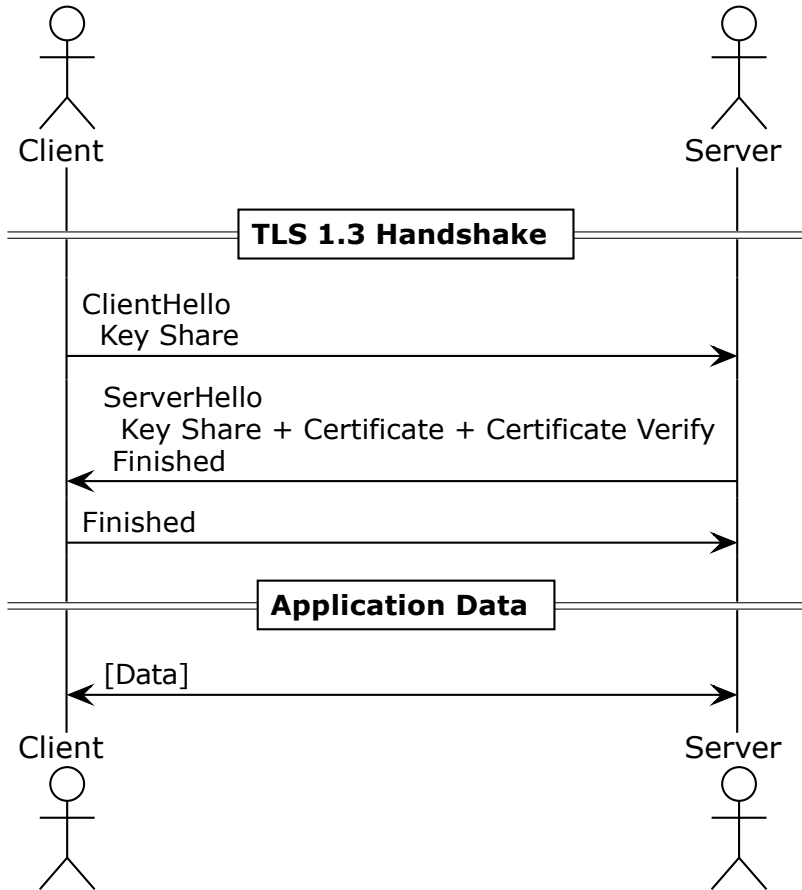 Client
Server
TLS 1.3 Handshake
ClientHello
Key Share
ServerHello
Key Share + Certificate + Certificate Verify
Finished
Finished
Application Data
[Data]
Client
Server